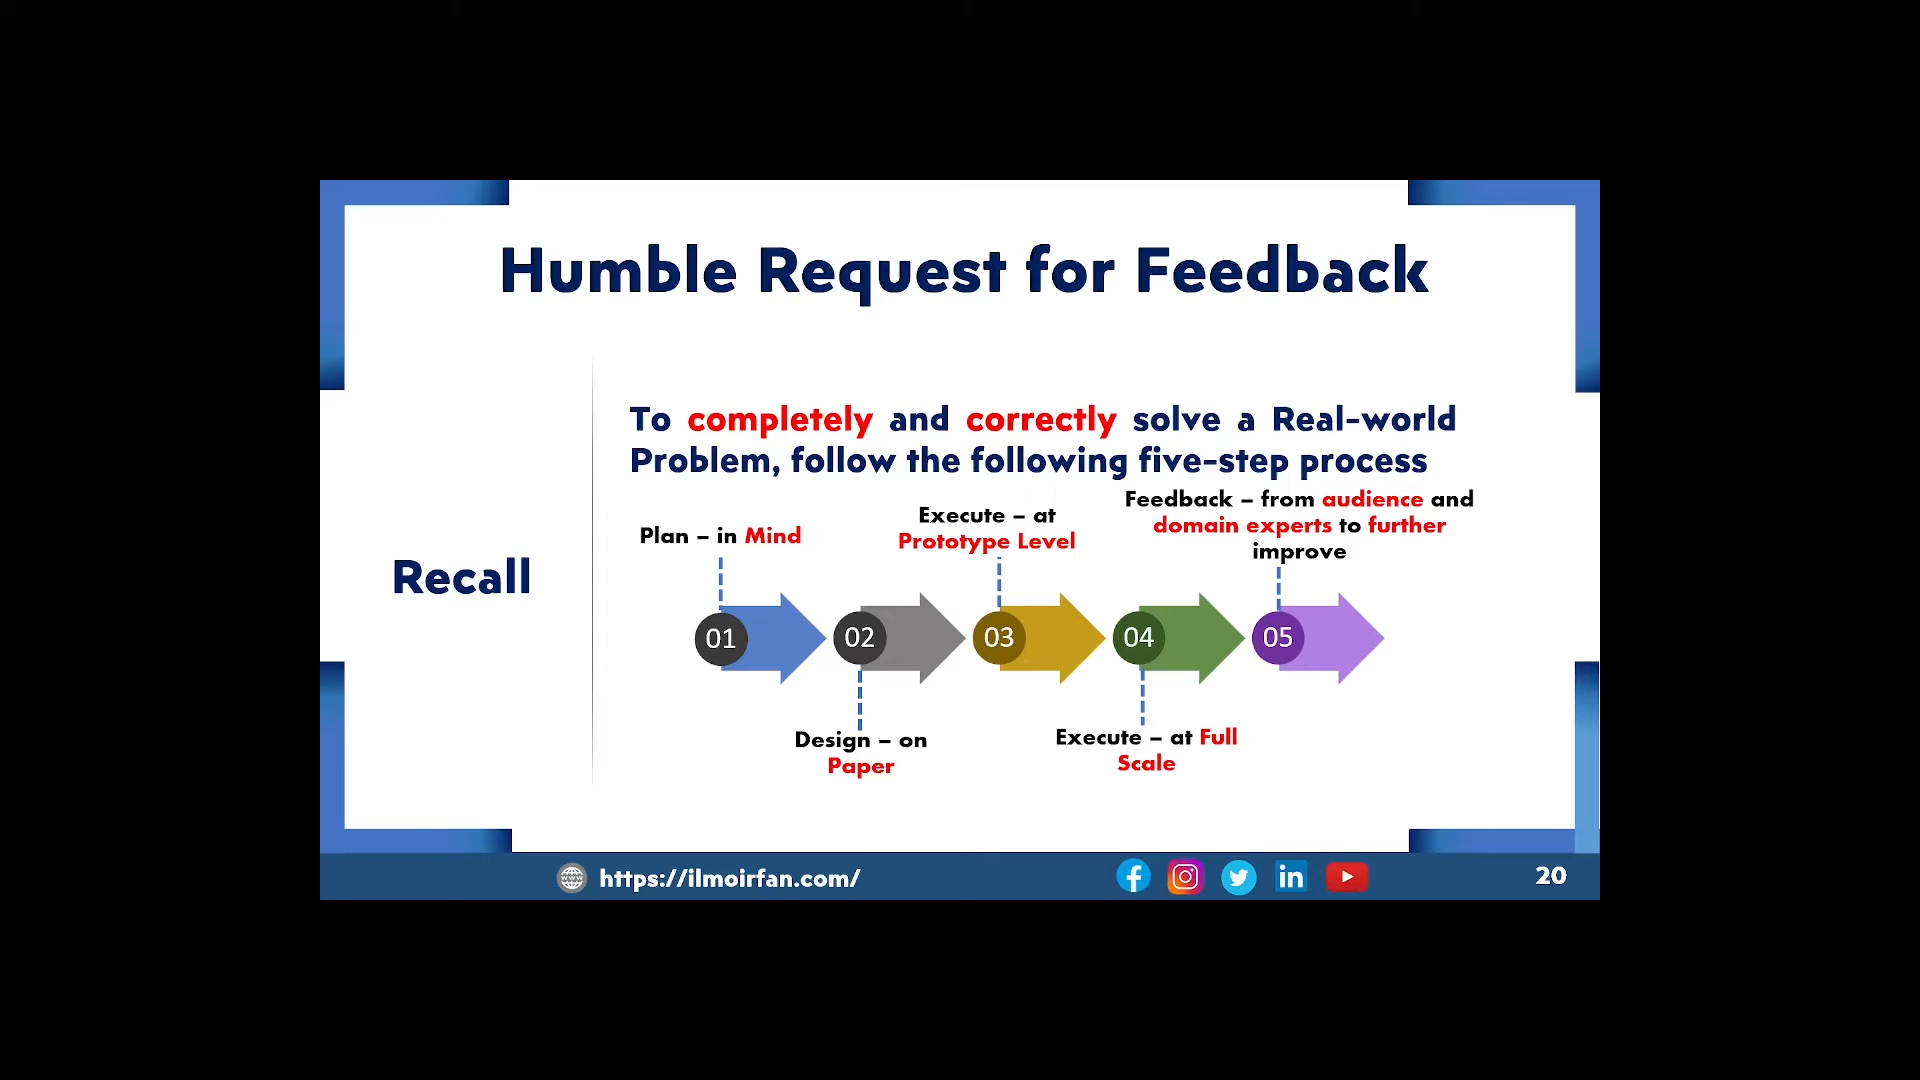 Humble Request for Feedback
Recall
To completely and correctly solve a Real-world
Problem, follow the following five-step process
Plan – in Mind
Execute – at
Prototype Level
Feedback – from audience and
domain experts to further
improve
01
02
03
04
05
Design – on
Paper
Execute – at Full
Scale
www
https://ilmoirfan.com/
f
in
20